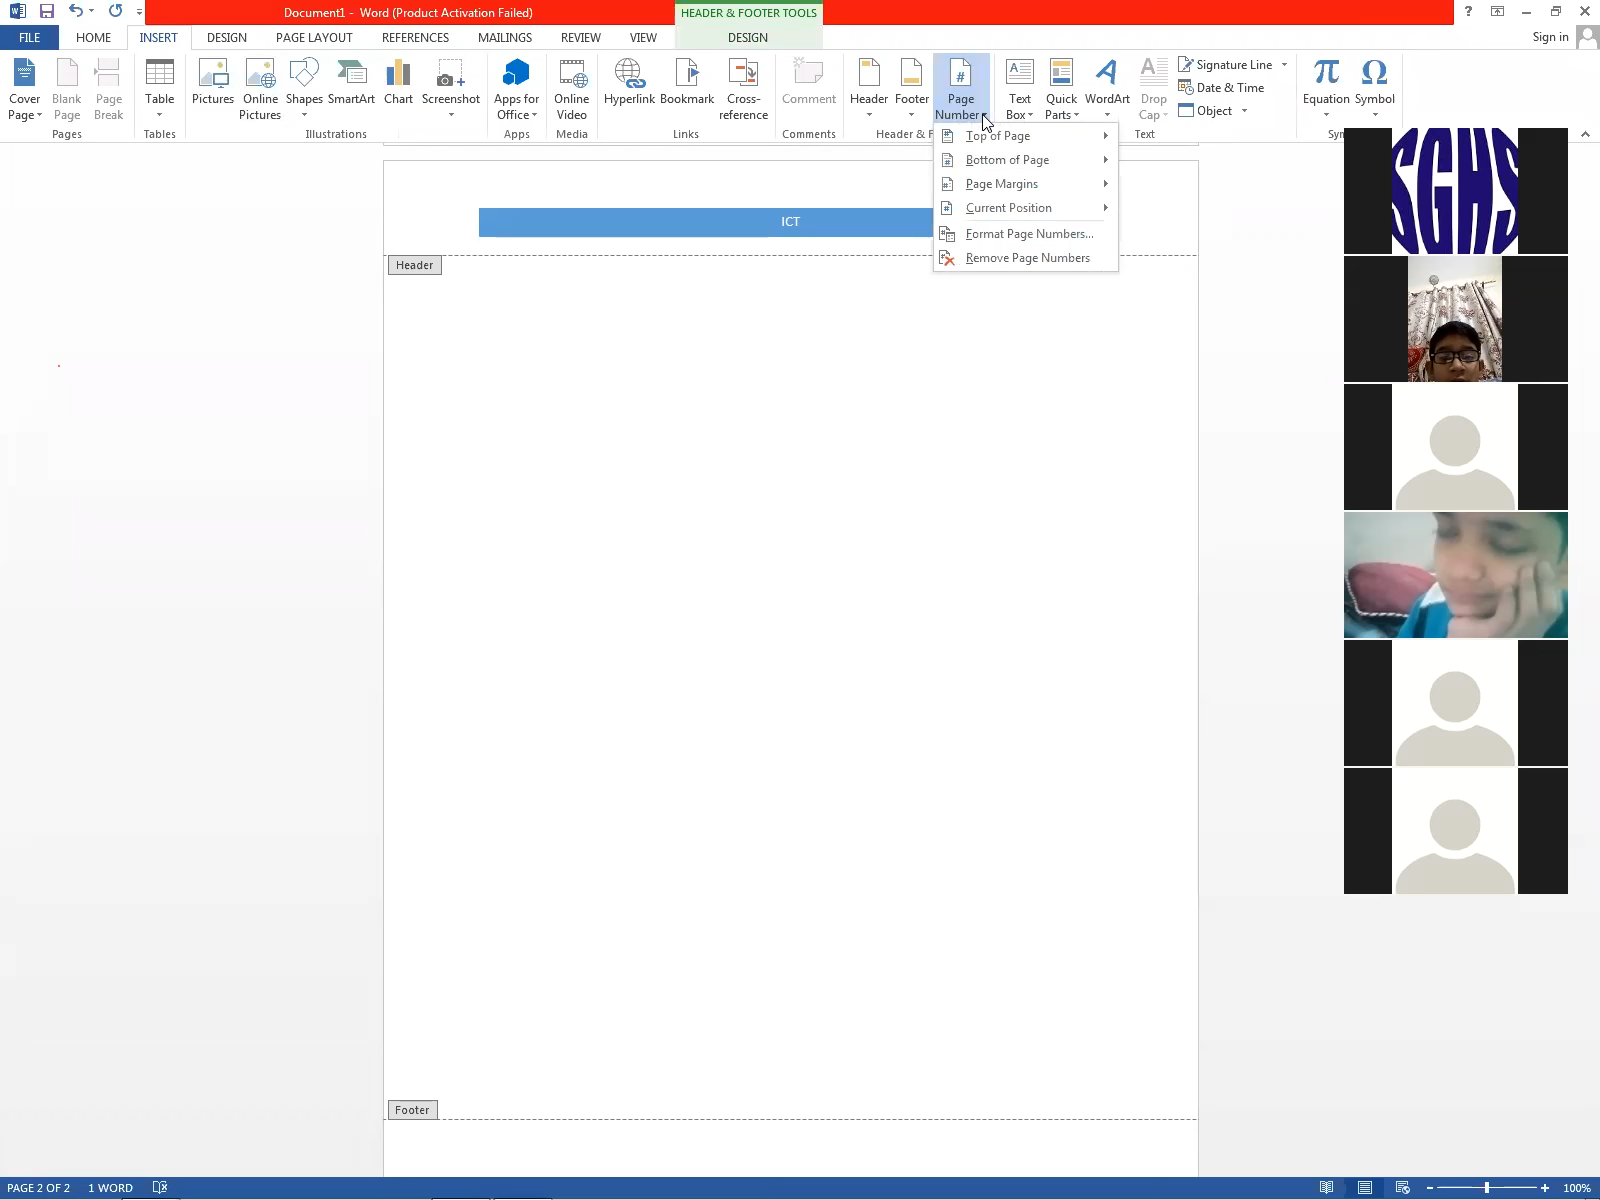 Document1 - Word (Product Activation Failed)
HEADER & FOOTER TOOLS
?
FILE HOME INSERT DESIGN PAGE LAYOUT REFERENCES MAILINGS REVIEW VIEW DESIGN Sign in
Cover Page
Blank Page
Page Break
Table
Pictures
Online Pictures
Shapes
SmartArt
Chart
Screenshot
Apps for Office
Online Video
Hyperlink
Bookmark
Cross-reference
Comment
Header
Footer
Page Number
Text Box
Quick Parts
WordArt
Drop Cap
Signature Line
Date & Time
Object
Equation
Symbol
Pages
Tables
Illustrations
Apps
Media
Links
Comments
Header & F
Text
Top of Page
Bottom of Page
Page Margins
Current Position
Format Page Numbers...
Remove Page Numbers
SGHS
ICT
Header
Footer
PAGE 2 OF 2 1 WORD 100%